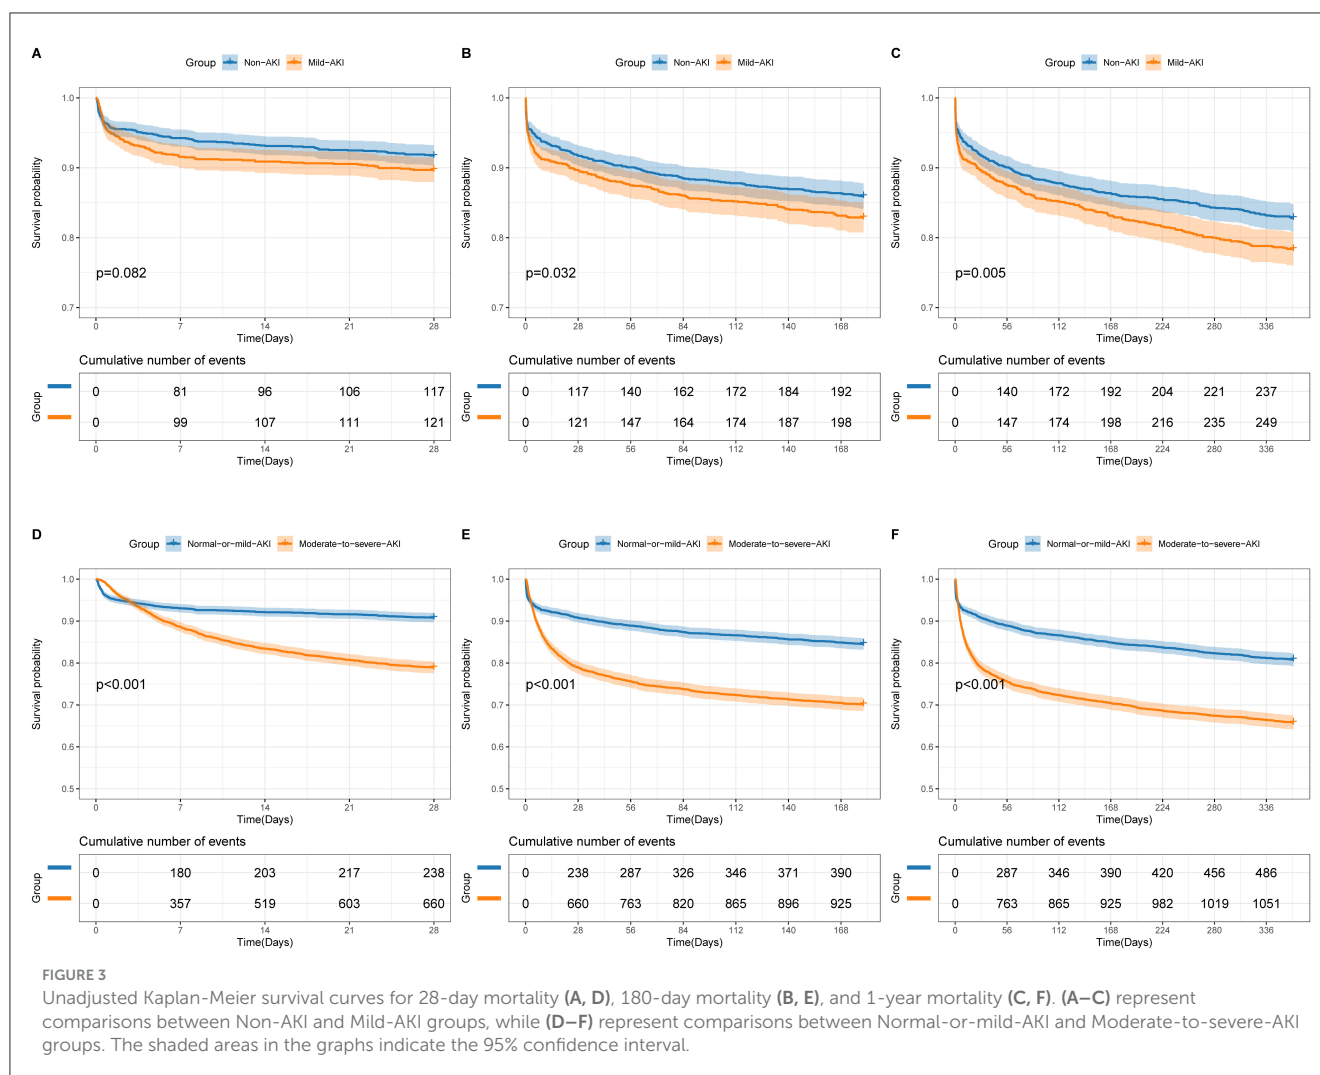 A
Group Non-AKI Mild-AKI
1.0
0.9
0.8
0.7
Survival probability
p=0.082
0 7 14 21 28
Time(Days)
Cumulative number of events
Group
0 81 96 106 117
0 99 107 111 121
0 7 14 21 28
Time(Days)
B
Group Non-AKI Mild-AKI
1.0
0.9
0.8
0.7
Survival probability
p=0.032
0 28 56 84 112 140 168
Time(Days)
Cumulative number of events
Group
0 117 140 162 172 184 192
0 121 147 164 174 187 198
0 28 56 84 112 140 168
Time(Days)
C
Group Non-AKI Mild-AKI
1.0
0.9
0.8
0.7
Survival probability
p=0.005
0 56 112 168 224 280 336
Time(Days)
Cumulative number of events
Group
0 140 172 192 204 221 237
0 147 174 198 216 235 249
0 56 112 168 224 280 336
Time(Days)
D
Group Normal-or-mild-AKI Moderate-to-severe-AKI
1.0
0.9
0.8
0.7
0.6
0.5
Survival probability
p<0.001
0 7 14 21 28
Time(Days)
Cumulative number of events
Group
0 180 203 217 238
0 357 519 603 660
0 7 14 21 28
Time(Days)
E
Group Normal-or-mild-AKI Moderate-to-severe-AKI
1.0
0.9
0.8
0.7
0.6
0.5
Survival probability
p<0.001
0 28 56 84 112 140 168
Time(Days)
Cumulative number of events
Group
0 238 287 326 346 371 390
0 660 763 820 865 896 925
0 28 56 84 112 140 168
Time(Days)
F
Group Normal-or-mild-AKI Moderate-to-severe-AKI
1.0
0.9
0.8
0.7
0.6
0.5
Survival probability
p<0.001
0 56 112 168 224 280 336
Time(Days)
Cumulative number of events
Group
0 287 346 390 420 456 486
0 763 865 925 982 1019 1051
0 56 112 168 224 280 336
Time(Days)
FIGURE 3
Unadjusted Kaplan-Meier survival curves for 28-day mortality (A, D), 180-day mortality (B, E), and 1-year mortality (C, F). (A–C) represent
comparisons between Non-AKI and Mild-AKI groups, while (D–F) represent comparisons between Normal-or-mild-AKI and Moderate-to-severe-AKI
groups. The shaded areas in the graphs indicate the 95% confidence interval.